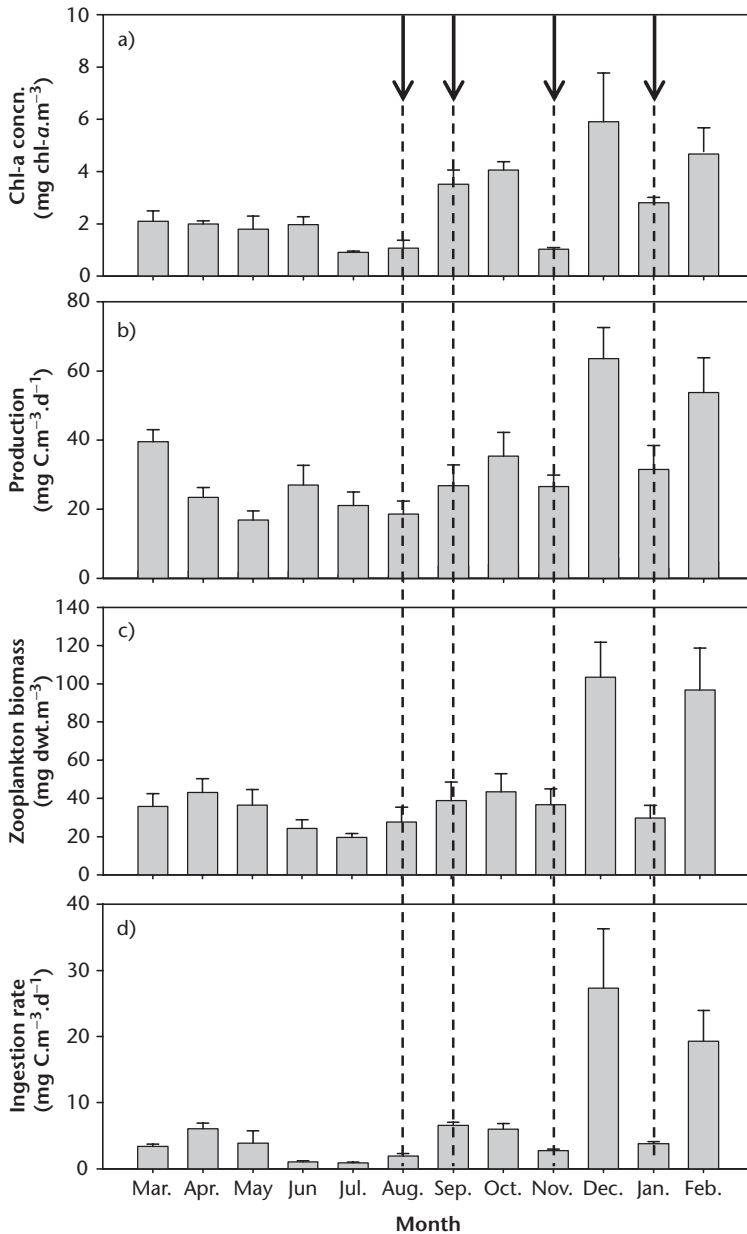 a)
Chl-a concn.
(mg chl-a.m⁻³)
10
8
6
4
2
0
b)
Production
(mg C.m⁻³.d⁻¹)
80
60
40
20
0
c)
Zooplankton biomass
(mg dwt.m⁻³)
140
120
100
80
60
40
20
0
d)
Ingestion rate
(mg C.m⁻³.d⁻¹)
40
30
20
10
0
Mar. Apr. May Jun Jul. Aug. Sep. Oct. Nov. Dec. Jan. Feb.
Month